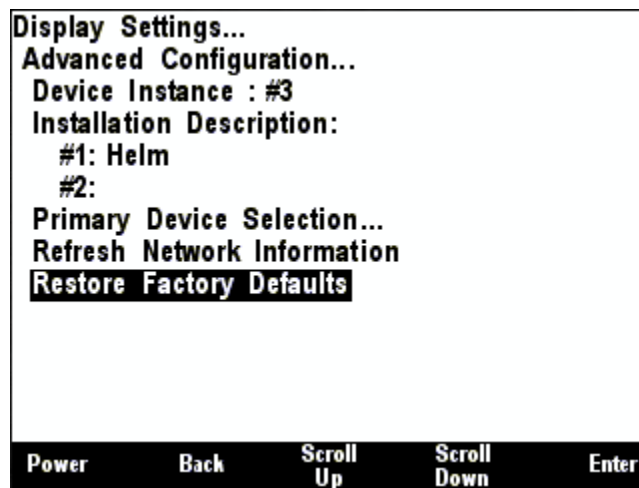 Display Settings...
Advanced Configuration...
Device Instance : #3
Installation Description:
#1: Helm
#2:
Primary Device Selection...
Refresh Network Information
Restore Factory Defaults
Power Back Scroll Up Scroll Down Enter